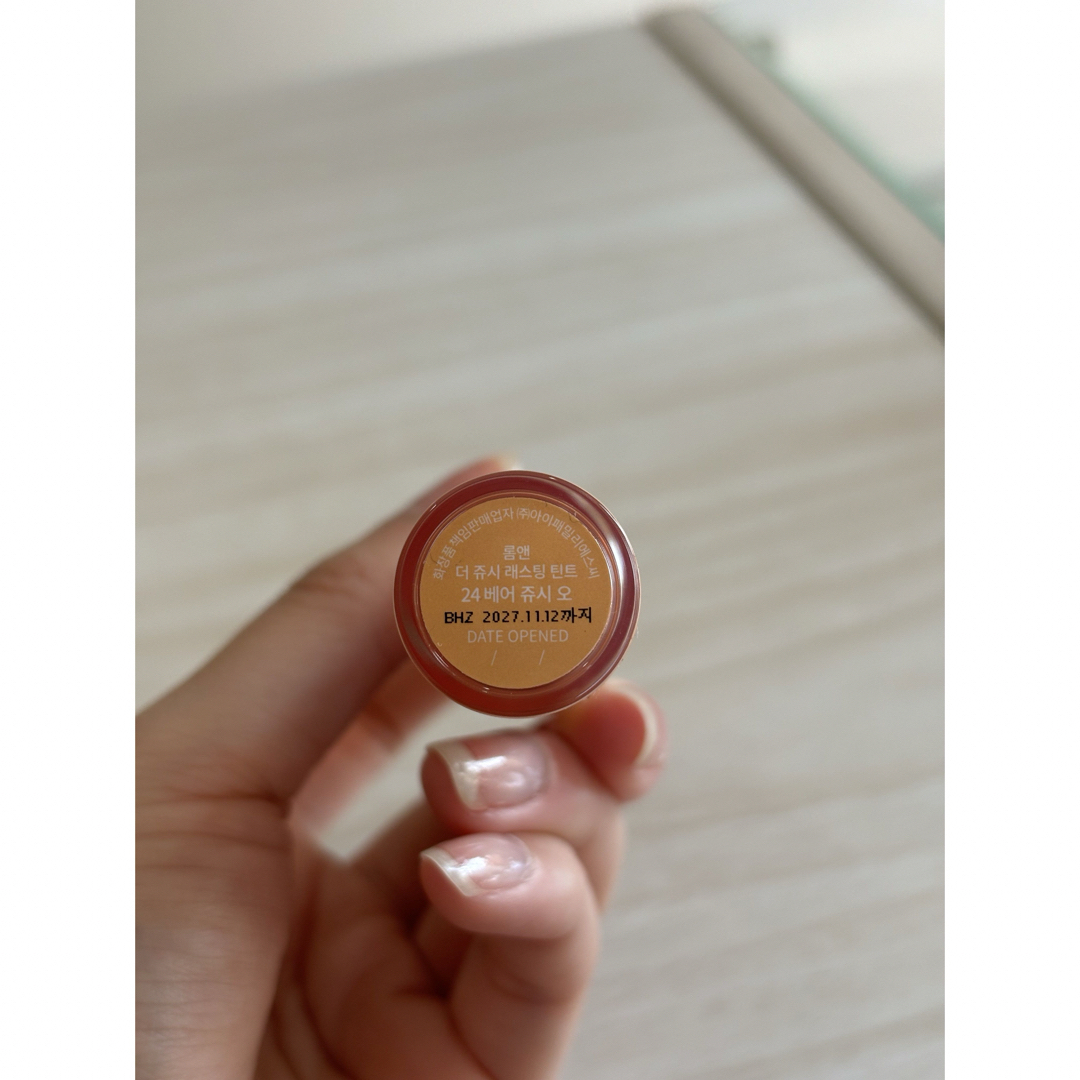 화장품책임판매업자 ㈜아이패밀리에스씨
롬앤
더 쥬시 래스팅 틴트
24 베어 쥬시 오
BHZ 2027.11.12까지
DATE OPENED
/ /